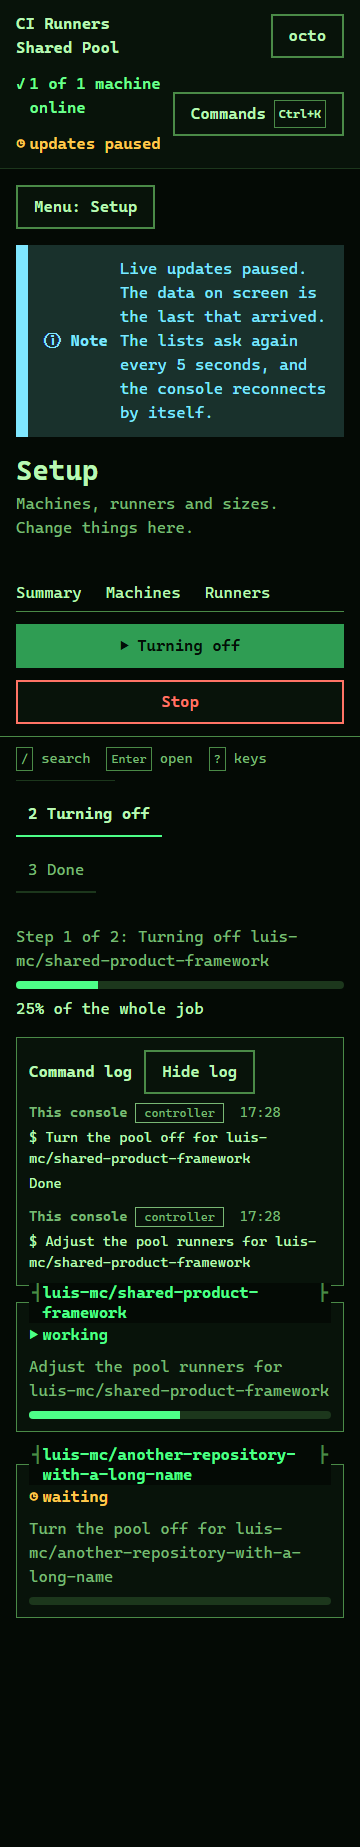 CI Runners
Shared Pool
octo
✓ 1 of 1 machine
online
Commands Ctrl+K
updates paused
Menu: Setup
Live updates paused.
The data on screen is
the last that arrived.
ⓘ Note The lists ask again
every 5 seconds, and
the console reconnects
by itself.
Setup
Machines, runners and sizes.
Change things here.
Summary Machines Runners
▶ Turning off
Stop
/ search Enter open ? keys
2 Turning off
3 Done
Step 1 of 2: Turning off luis-
mc/shared-product-framework
25% of the whole job
Command log Hide log
This console controller 17:28
$ Turn the pool off for luis-
mc/shared-product-framework
Done
This console controller 17:28
$ Adjust the pool runners for luis-
mc/shared-product-framework
luis-mc/shared-product-
framework
▶ working
Adjust the pool runners for
luis-mc/shared-product-framework
luis-mc/another-repository-
with-a-long-name
waiting
Turn the pool off for luis-
mc/another-repository-with-a-
long-name